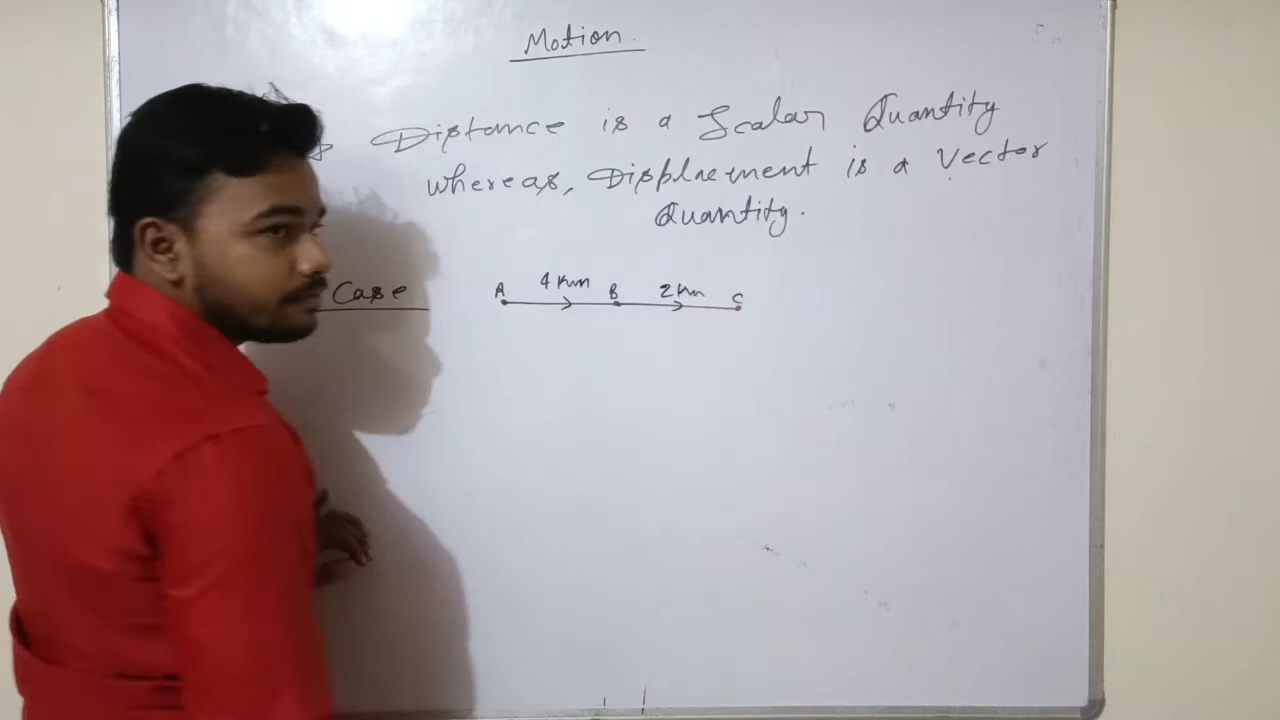 Motion.
Distance is a Scalar Quantity
whereas, Displacement is a Vector
Quantity.
Case
A 4 Km B 2 Km C